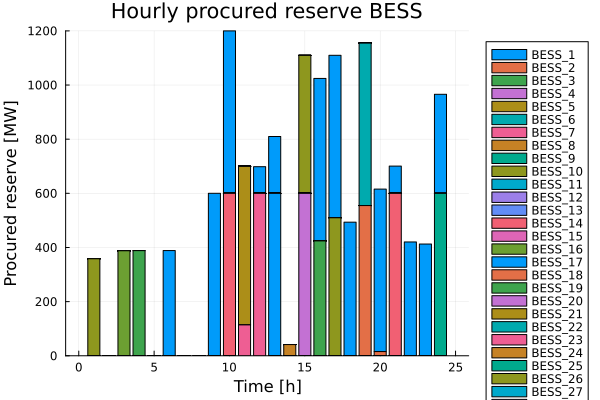 Hourly procured reserve BESS
Procured reserve [MW]
1200
1000
800
600
400
200
0
0
5
10
15
20
25
Time [h]
BESS_1
BESS_2
BESS_3
BESS_4
BESS_5
BESS_6
BESS_7
BESS_8
BESS_9
BESS_10
BESS_11
BESS_12
BESS_13
BESS_14
BESS_15
BESS_16
BESS_17
BESS_18
BESS_19
BESS_20
BESS_21
BESS_22
BESS_23
BESS_24
BESS_25
BESS_26
BESS_27